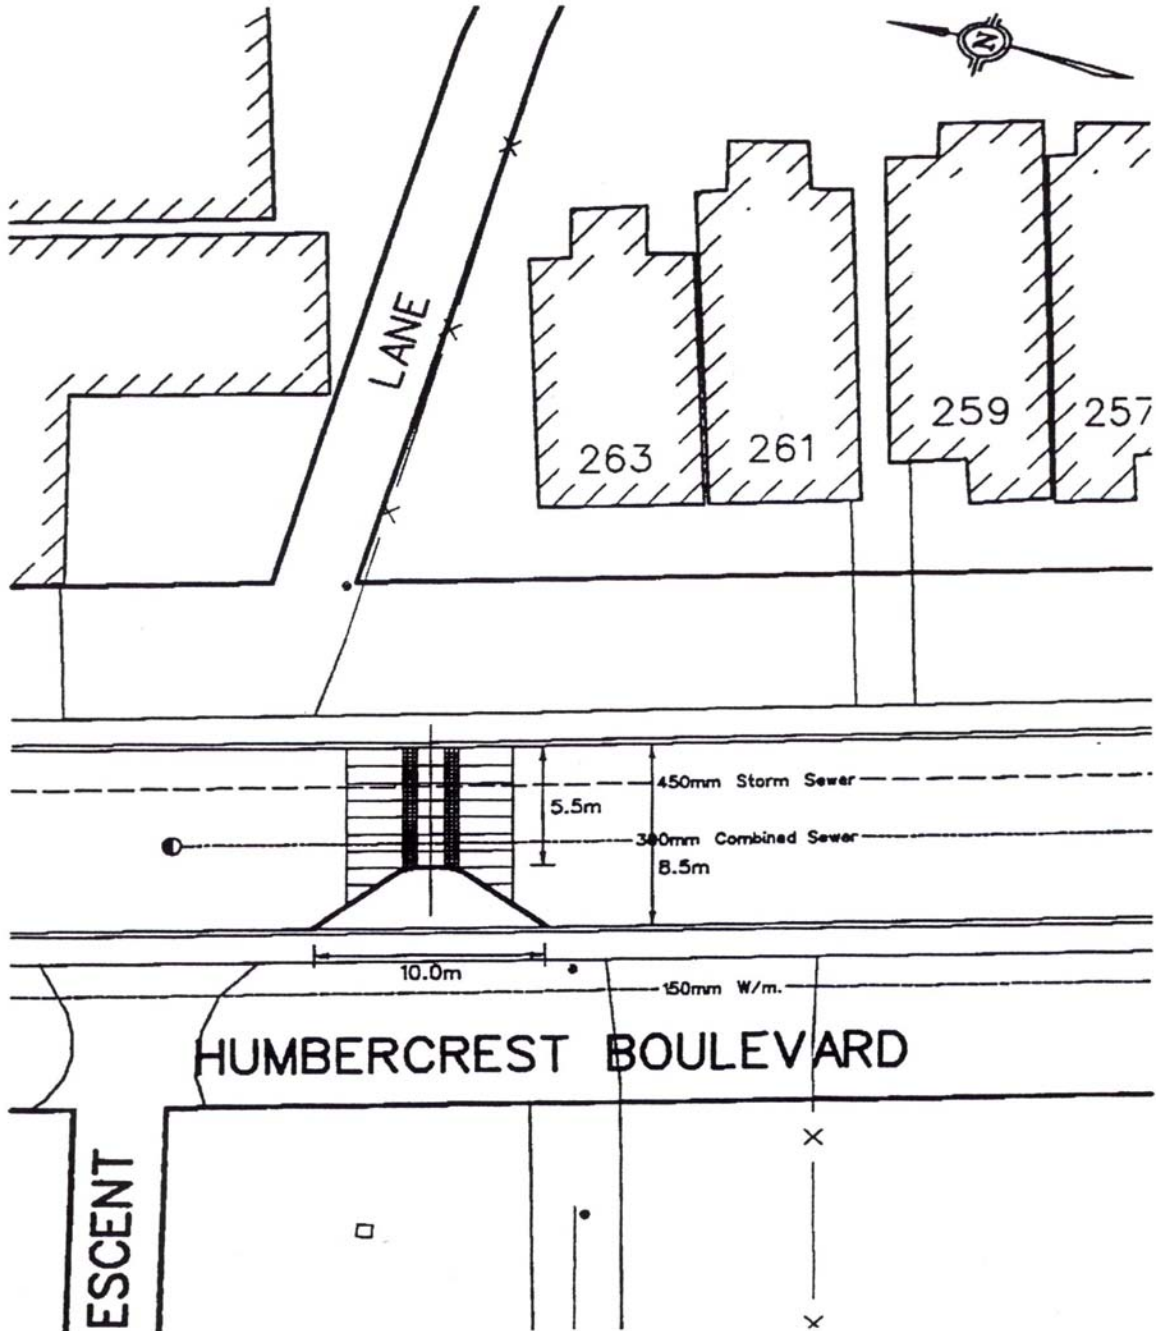 N
LANE
263
261
259
257
450mm Storm Sewer
5.5m
300mm Combined Sewer
8.5m
10.0m
150mm W/m.
HUMBERCREST BOULEVARD
ESCENT